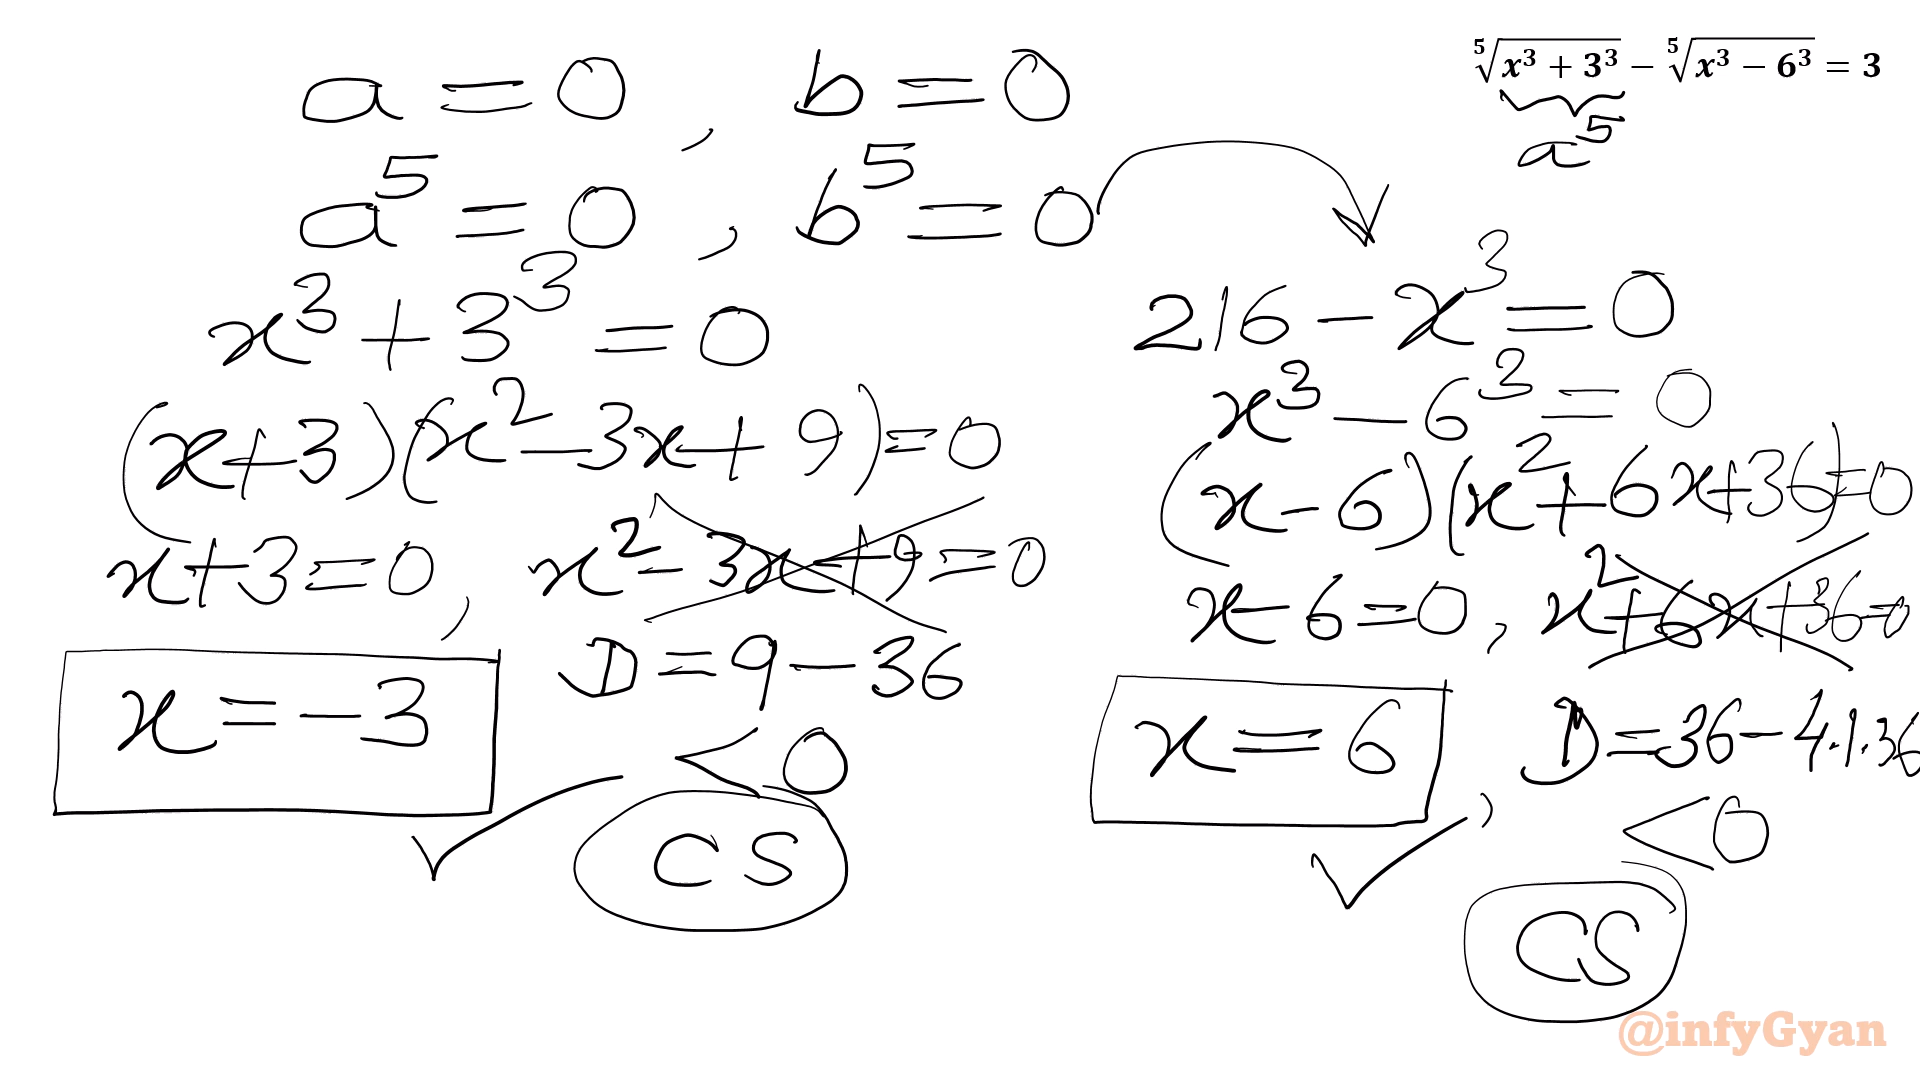 ⁵√(x³ + 3³) − ⁵√(x³ − 6³) = 3
a⁵
a = 0 , b = 0
a⁵ = 0 , b⁵ = 0
x³ + 3³ = 0
(x+3)(x² − 3x + 9) = 0
x+3 = 0 , x² − 3x + 9 = 0
x = −3
D = 9 − 36
< 0
CS
216 − x³ = 0
x³ − 6³ = 0
(x − 6)(x² + 6x + 36) = 0
x − 6 = 0 , x² + 6x + 36 = 0
x = 6 ,
D = 36 − 4.1.36
< 0
CS
@infyGyan